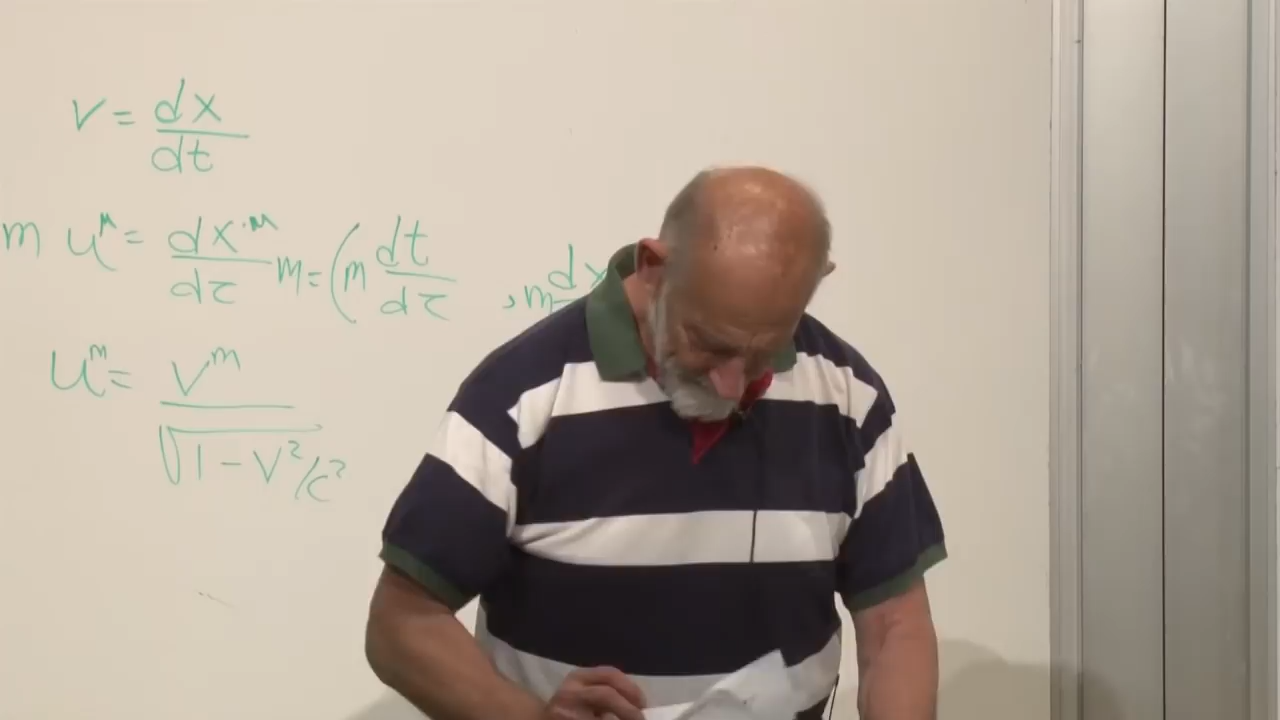 v = dx/dt
m u^μ = dx^μ/dτ m = (m dt/dτ , m dx
u^m = v^m/√(1 - v²/c²)